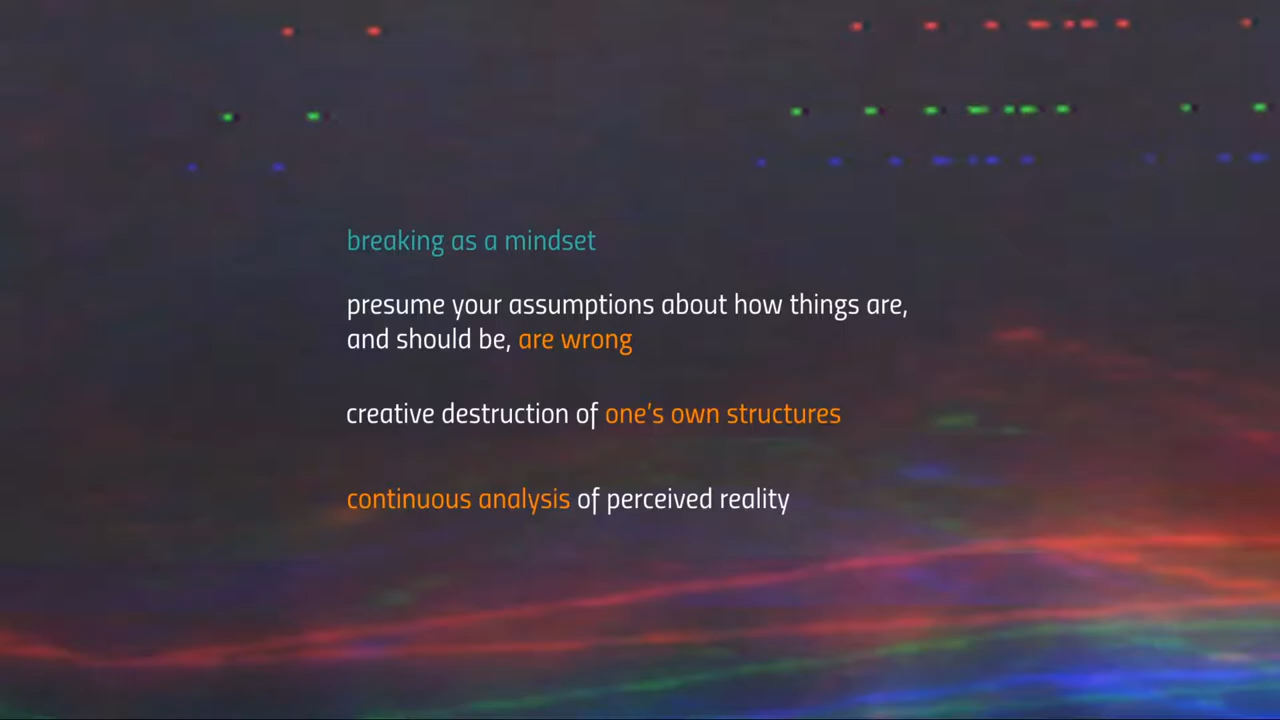 breaking as a mindset
presume your assumptions about how things are,
and should be, are wrong
creative destruction of one's own structures
continuous analysis of perceived reality